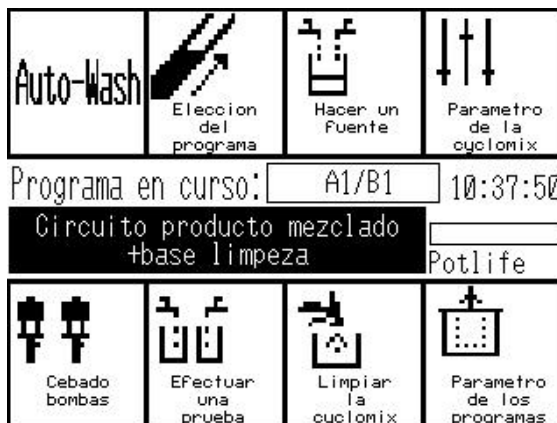 Auto-Wash
Eleccion
del
programa
Hacer un
Fuente
Parametro
de la
cyclomix
Programa en curso:
A1/B1
10:37:50
Circuito producto mezclado
+base limpeza
Potlife
Cebado
bombas
Efectuar
una
prueba
Limpiar
la
cyclomix
Parametro
de los
programas